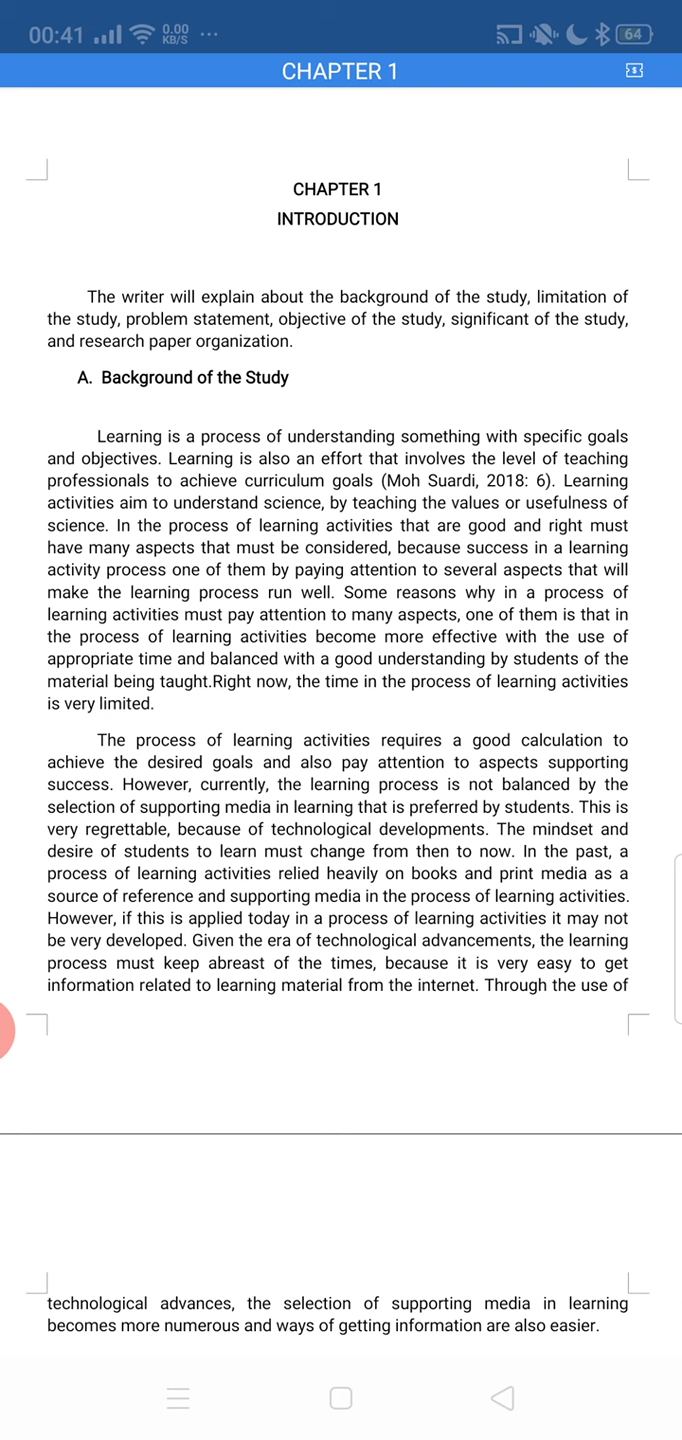 00:41 0.00 KB/S ... 64
CHAPTER 1
CHAPTER 1
INTRODUCTION
The writer will explain about the background of the study, limitation of
the study, problem statement, objective of the study, significant of the study,
and research paper organization.
A. Background of the Study
Learning is a process of understanding something with specific goals
and objectives. Learning is also an effort that involves the level of teaching
professionals to achieve curriculum goals (Moh Suardi, 2018: 6). Learning
activities aim to understand science, by teaching the values or usefulness of
science. In the process of learning activities that are good and right must
have many aspects that must be considered, because success in a learning
activity process one of them by paying attention to several aspects that will
make the learning process run well. Some reasons why in a process of
learning activities must pay attention to many aspects, one of them is that in
the process of learning activities become more effective with the use of
appropriate time and balanced with a good understanding by students of the
material being taught.Right now, the time in the process of learning activities
is very limited.
The process of learning activities requires a good calculation to
achieve the desired goals and also pay attention to aspects supporting
success. However, currently, the learning process is not balanced by the
selection of supporting media in learning that is preferred by students. This is
very regrettable, because of technological developments. The mindset and
desire of students to learn must change from then to now. In the past, a
process of learning activities relied heavily on books and print media as a
source of reference and supporting media in the process of learning activities.
However, if this is applied today in a process of learning activities it may not
be very developed. Given the era of technological advancements, the learning
process must keep abreast of the times, because it is very easy to get
information related to learning material from the internet. Through the use of
technological advances, the selection of supporting media in learning
becomes more numerous and ways of getting information are also easier.